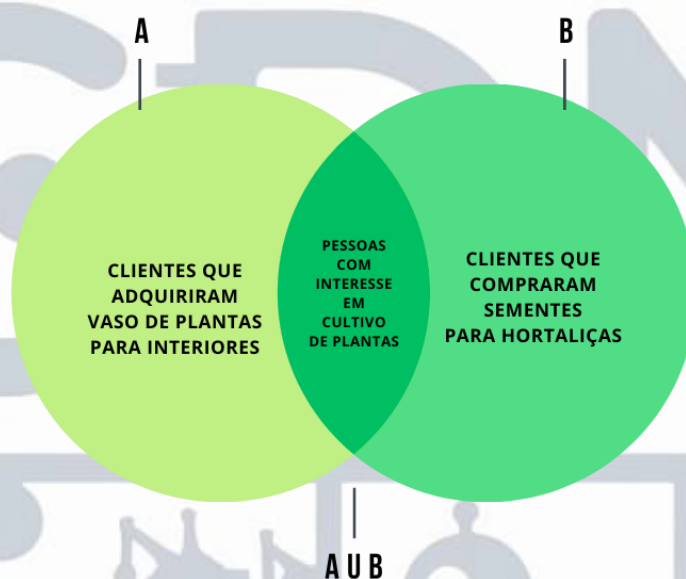 A
B
CLIENTES QUE
ADQUIRIRAM
VASO DE PLANTAS
PARA INTERIORES
PESSOAS
COM
INTERESSE
EM
CULTIVO
DE PLANTAS
CLIENTES QUE
COMPRARAM
SEMENTES
PARA HORTALIÇAS
A U B